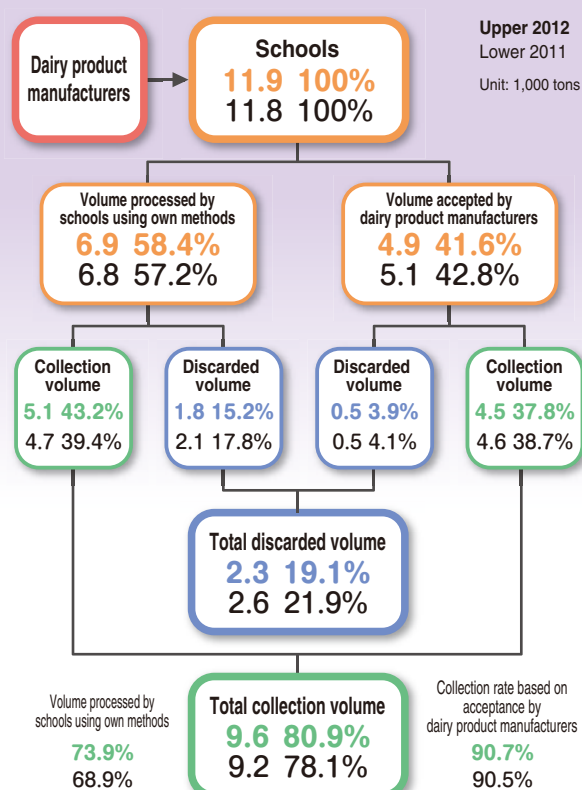 Upper 2012
Lower 2011
Unit: 1,000 tons
Dairy product
manufacturers
Schools
11.9 100%
11.8 100%
Volume processed by
schools using own methods
6.9 58.4%
6.8 57.2%
Volume accepted by
dairy product manufacturers
4.9 41.6%
5.1 42.8%
Collection
volume
5.1 43.2%
4.7 39.4%
Discarded
volume
1.8 15.2%
2.1 17.8%
Discarded
volume
0.5 3.9%
0.5 4.1%
Collection
volume
4.5 37.8%
4.6 38.7%
Total discarded volume
2.3 19.1%
2.6 21.9%
Volume processed by
schools using own methods
73.9%
68.9%
Total collection volume
9.6 80.9%
9.2 78.1%
Collection rate based on
acceptance by
dairy product manufacturers
90.7%
90.5%